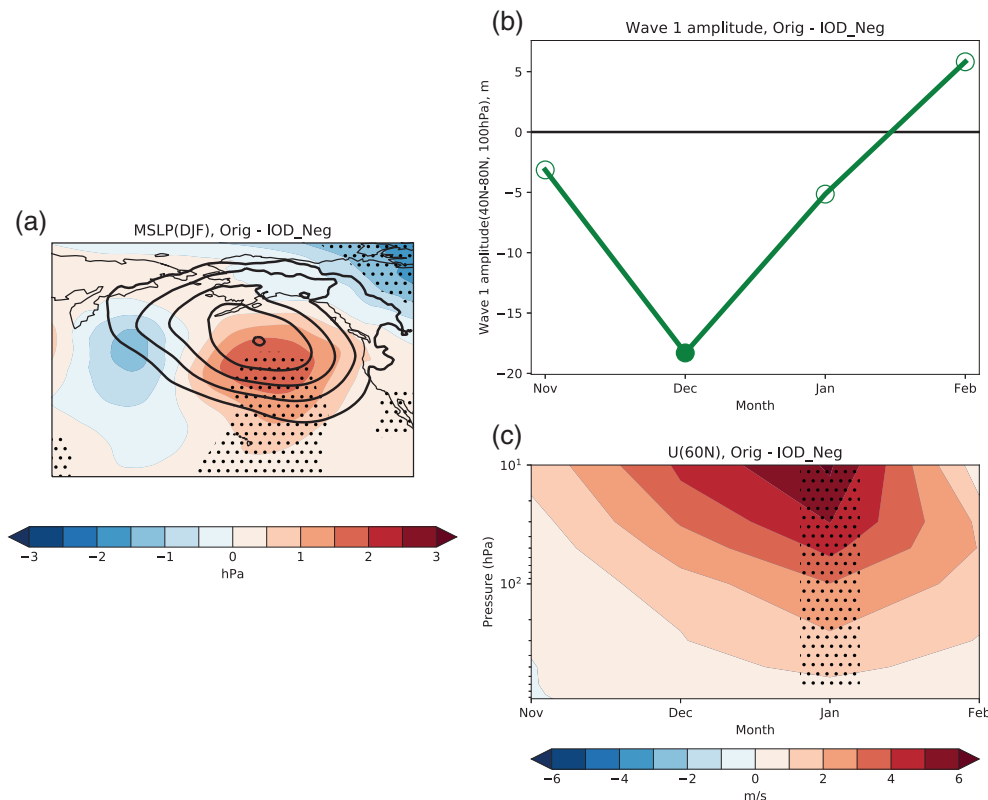 (a)
MSLP(DJF), Orig - IOD_Neg
−3 −2 −1 0 1 2 3
hPa
(b)
Wave 1 amplitude, Orig - IOD_Neg
Wave 1 amplitude(40N-80N, 100hPa), m
5
0
−5
−10
−15
−20
Nov Dec Jan Feb
Month
(c)
U(60N), Orig - IOD_Neg
Pressure (hPa)
10¹
10²
Nov Dec Jan Feb
Month
−6 −4 −2 0 2 4 6
m/s